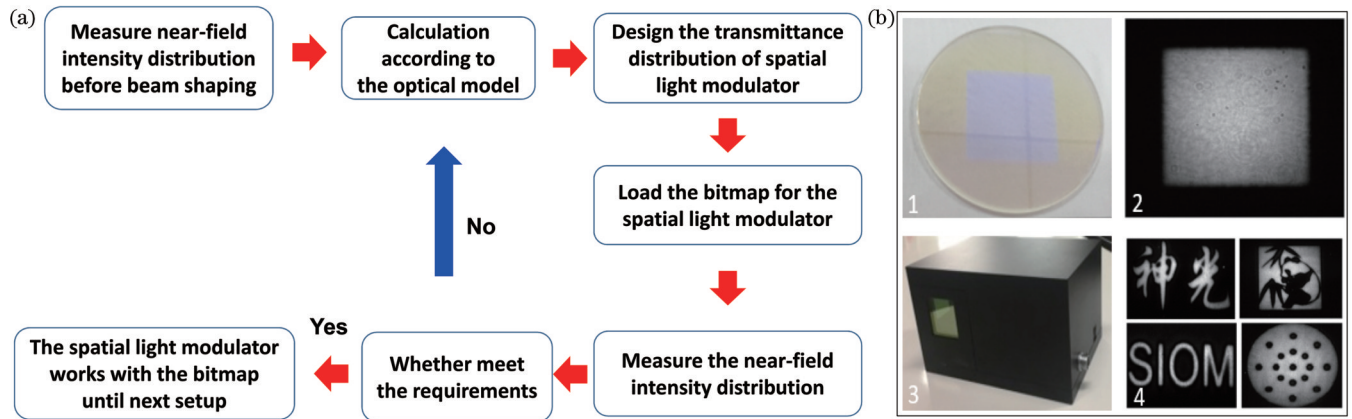 (a)
Measure near-field
intensity distribution
before beam shaping
Calculation
according to
the optical model
Design the transmittance
distribution of spatial
light modulator
Load the bitmap for the
spatial light modulator
No
Measure the near-field
intensity distribution
Whether meet
the requirements
Yes
The spatial light modulator
works with the bitmap
until next setup
(b)
1
2
3
神光
SIOM
4